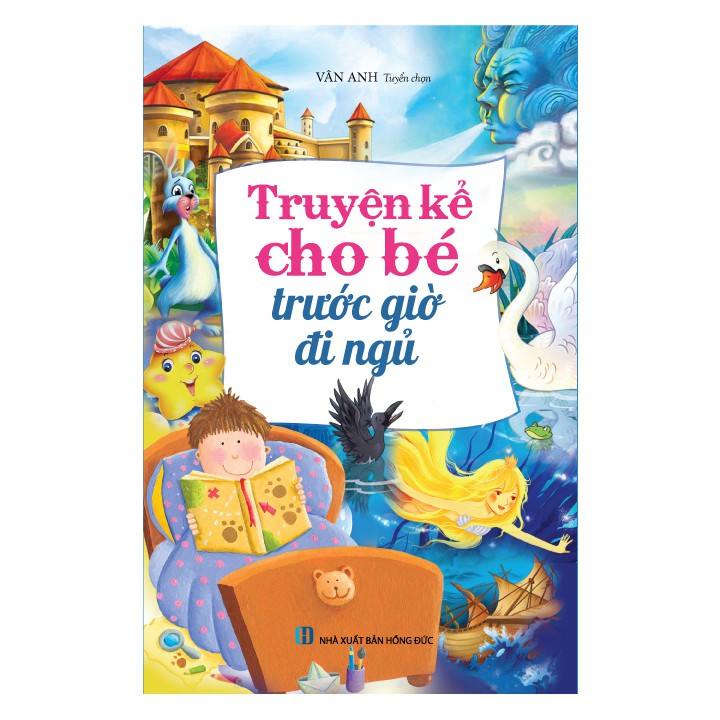 VÂN ANH Tuyển chọn
Truyện kể
cho bé
trước giờ
đi ngủ
NHÀ XUẤT BẢN HỒNG ĐỨC